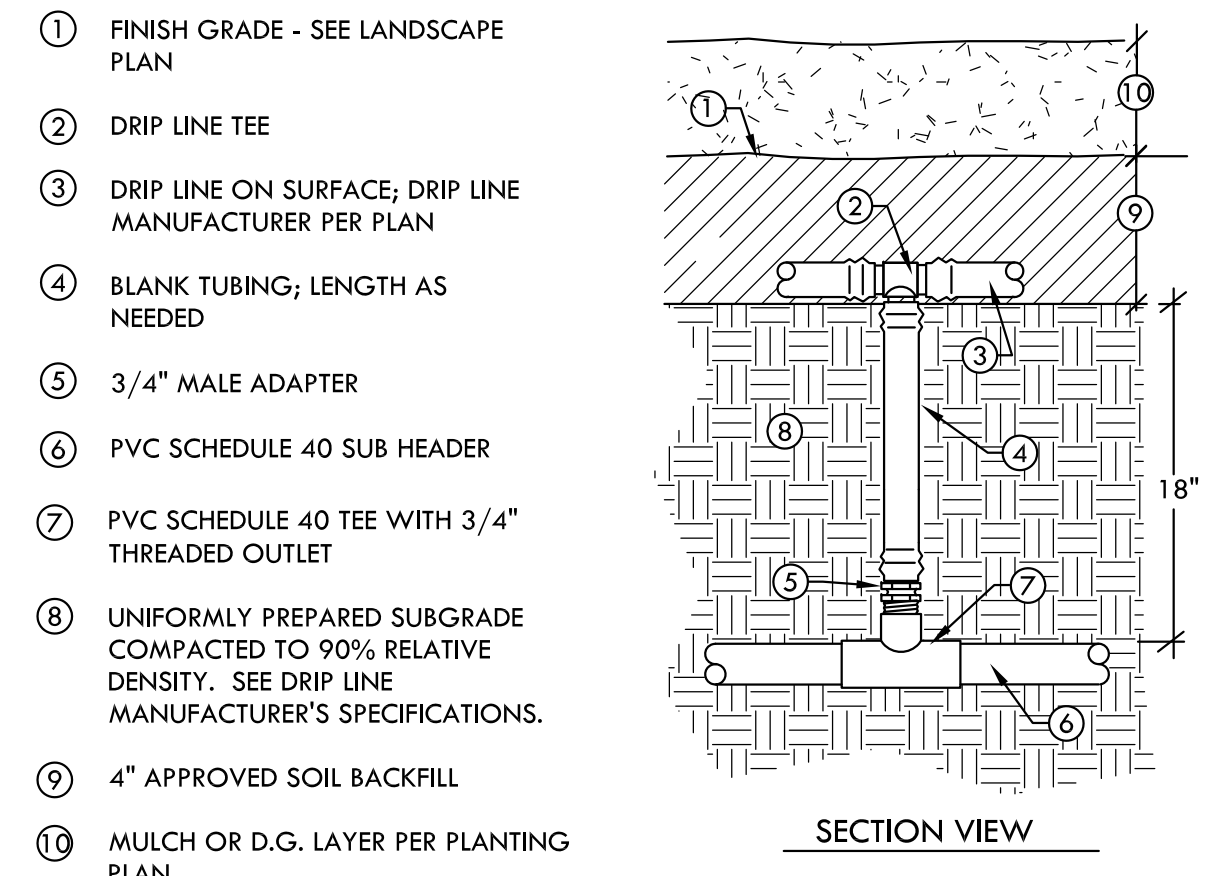 1 FINISH GRADE - SEE LANDSCAPE
PLAN
2 DRIP LINE TEE
3 DRIP LINE ON SURFACE; DRIP LINE
MANUFACTURER PER PLAN
4 BLANK TUBING; LENGTH AS
NEEDED
5 3/4" MALE ADAPTER
6 PVC SCHEDULE 40 SUB HEADER
7 PVC SCHEDULE 40 TEE WITH 3/4"
THREADED OUTLET
8 UNIFORMLY PREPARED SUBGRADE
COMPACTED TO 90% RELATIVE
DENSITY. SEE DRIP LINE
MANUFACTURER'S SPECIFICATIONS.
9 4" APPROVED SOIL BACKFILL
10 MULCH OR D.G. LAYER PER PLANTING
PLAN
10
1
2
9
3
8
4
18"
5
7
6
SECTION VIEW